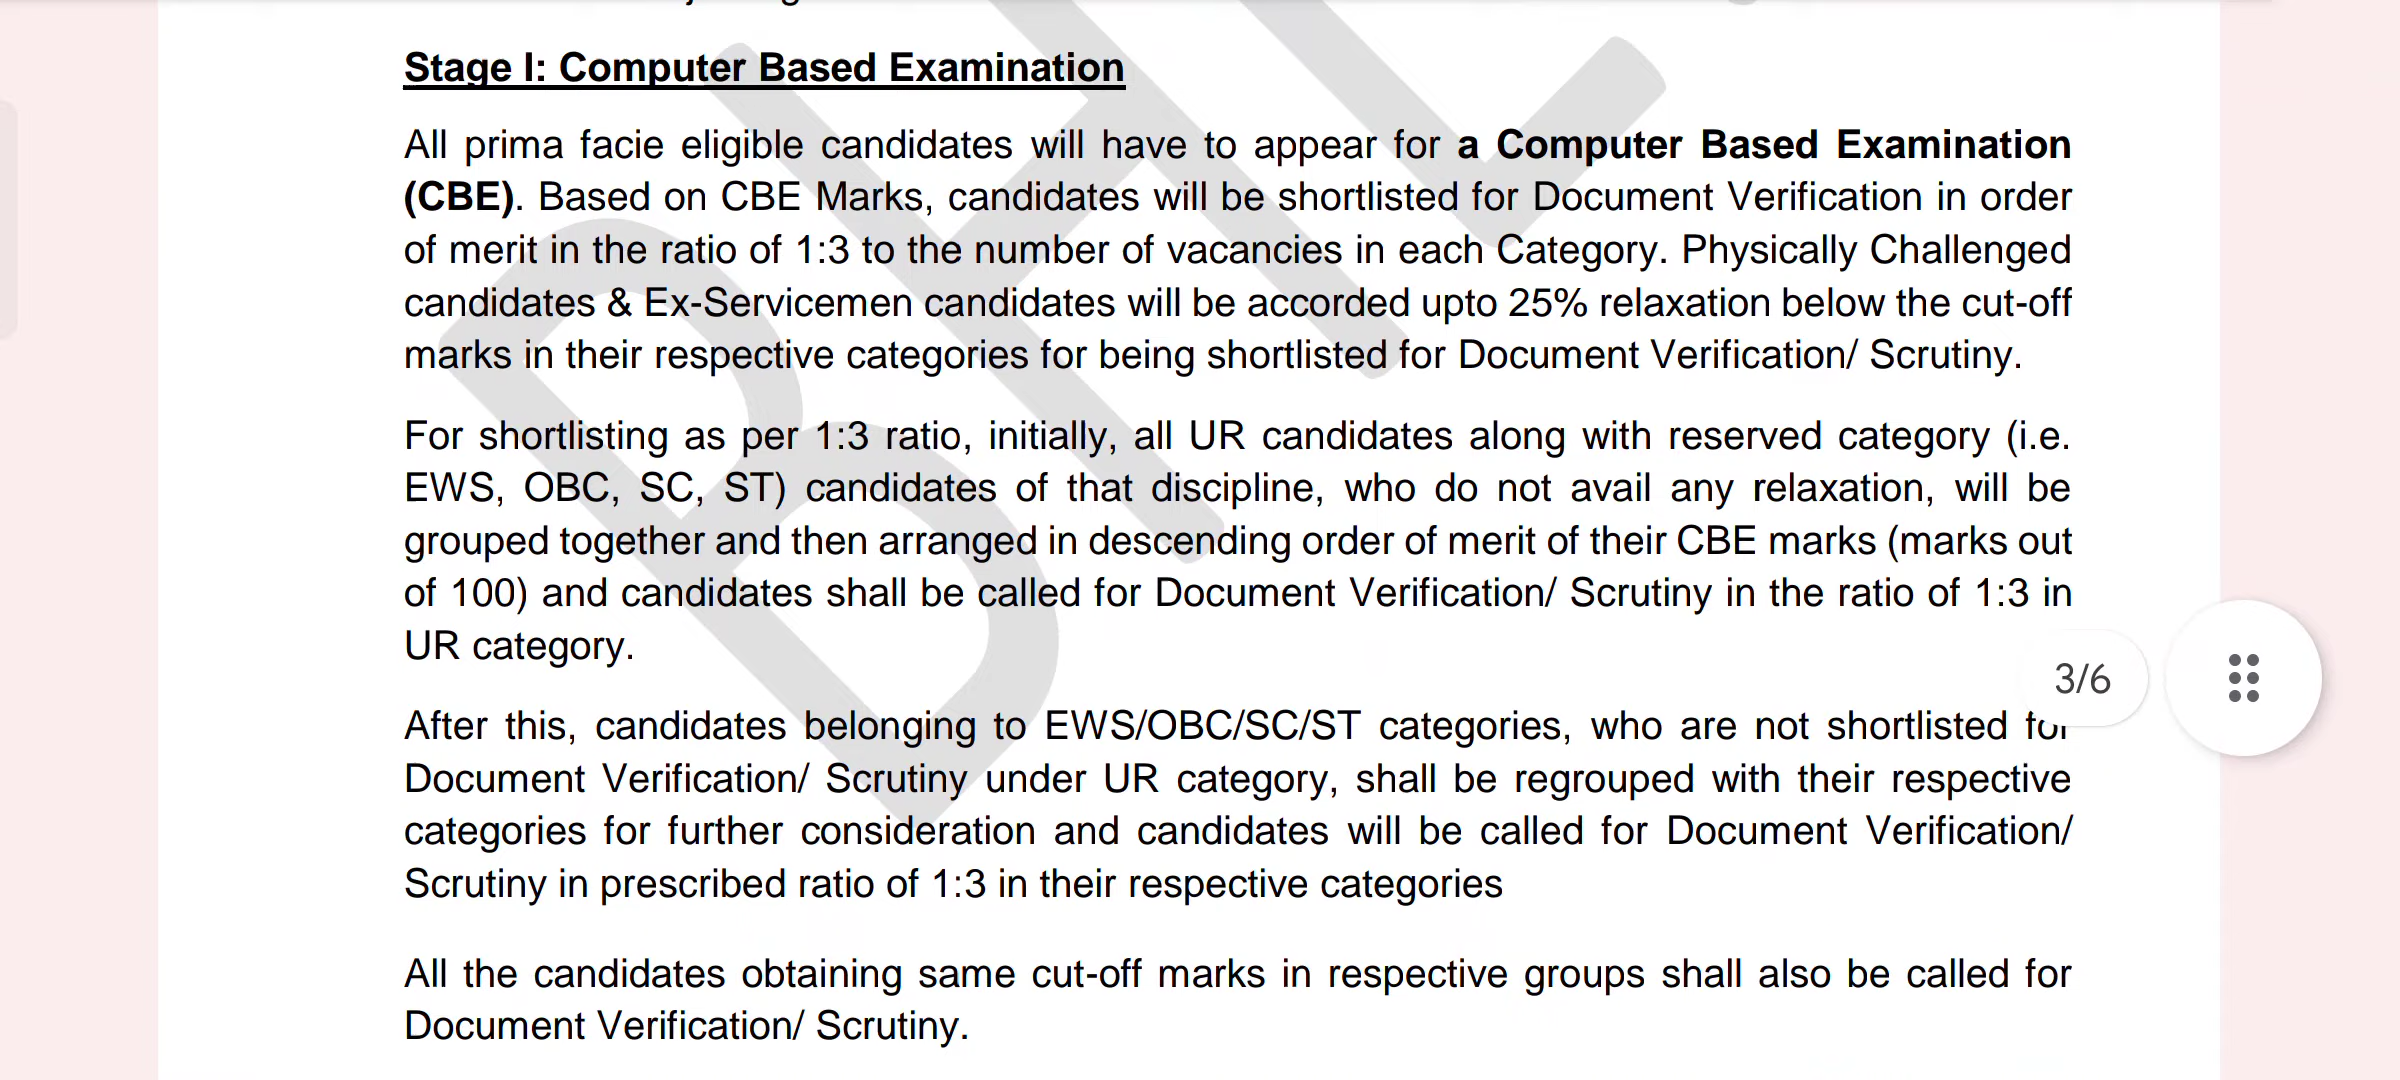 Stage I: Computer Based Examination
All prima facie eligible candidates will have to appear for a Computer Based Examination
(CBE). Based on CBE Marks, candidates will be shortlisted for Document Verification in order
of merit in the ratio of 1:3 to the number of vacancies in each Category. Physically Challenged
candidates & Ex-Servicemen candidates will be accorded upto 25% relaxation below the cut-off
marks in their respective categories for being shortlisted for Document Verification/ Scrutiny.
For shortlisting as per 1:3 ratio, initially, all UR candidates along with reserved category (i.e.
EWS, OBC, SC, ST) candidates of that discipline, who do not avail any relaxation, will be
grouped together and then arranged in descending order of merit of their CBE marks (marks out
of 100) and candidates shall be called for Document Verification/ Scrutiny in the ratio of 1:3 in
UR category.
3/6
After this, candidates belonging to EWS/OBC/SC/ST categories, who are not shortlisted for
Document Verification/ Scrutiny under UR category, shall be regrouped with their respective
categories for further consideration and candidates will be called for Document Verification/
Scrutiny in prescribed ratio of 1:3 in their respective categories
All the candidates obtaining same cut-off marks in respective groups shall also be called for
Document Verification/ Scrutiny.